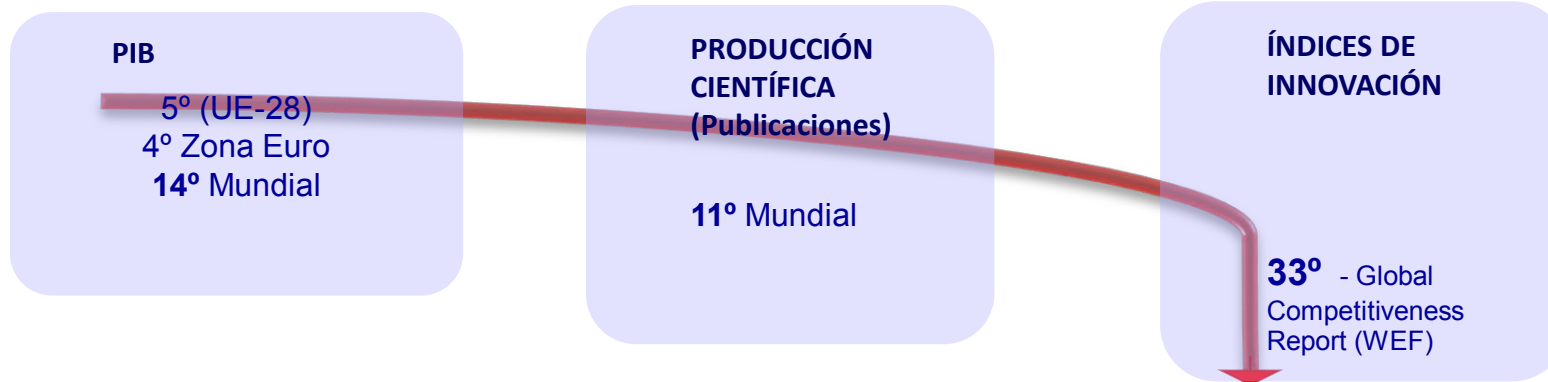 PIB
5º (UE-28)
4º Zona Euro
14º Mundial
PRODUCCIÓN
CIENTÍFICA
(Publicaciones)
11º Mundial
ÍNDICES DE
INNOVACIÓN
33º - Global
Competitiveness
Report (WEF)